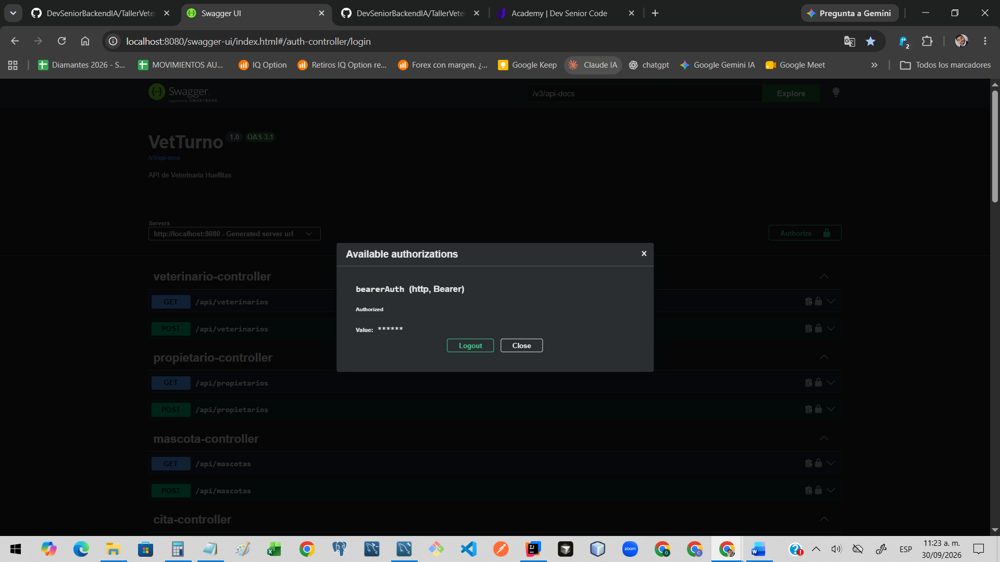 DevSeniorBackendIA/TallerVeter
Swagger UI
DevSeniorBackendIA/TallerVeter
Academy | Dev Senior Code
Pregunta a Gemini
localhost:8080/swagger-ui/index.html#/auth-controller/login
2
Diamantes 2026 - S...
MOVIMIENTOS AU...
IQ Option
Retiros IQ Option re...
Forex con margen. ¿...
Google Keep
Claude IA
chatgpt
Google Gemini IA
Google Meet
Todos los marcadores
Swagger
Supported by SMARTBEAR
/v3/api-docs
Explore
VetTurno 1.0 OAS 3.1
/v3/api-docs
API de Veterinaria Huellitas
Servers
http://localhost:8080 - Generated server url
Authorize
Available authorizations
bearerAuth (http, Bearer)
Authorized
Value: ******
Logout
Close
veterinario-controller
GET /api/veterinarios
POST /api/veterinarios
propietario-controller
GET /api/propietarios
POST /api/propietarios
mascota-controller
GET /api/mascotas
POST /api/mascotas
cita-controller
zoom
ESP
11:23 a. m.
30/09/2026